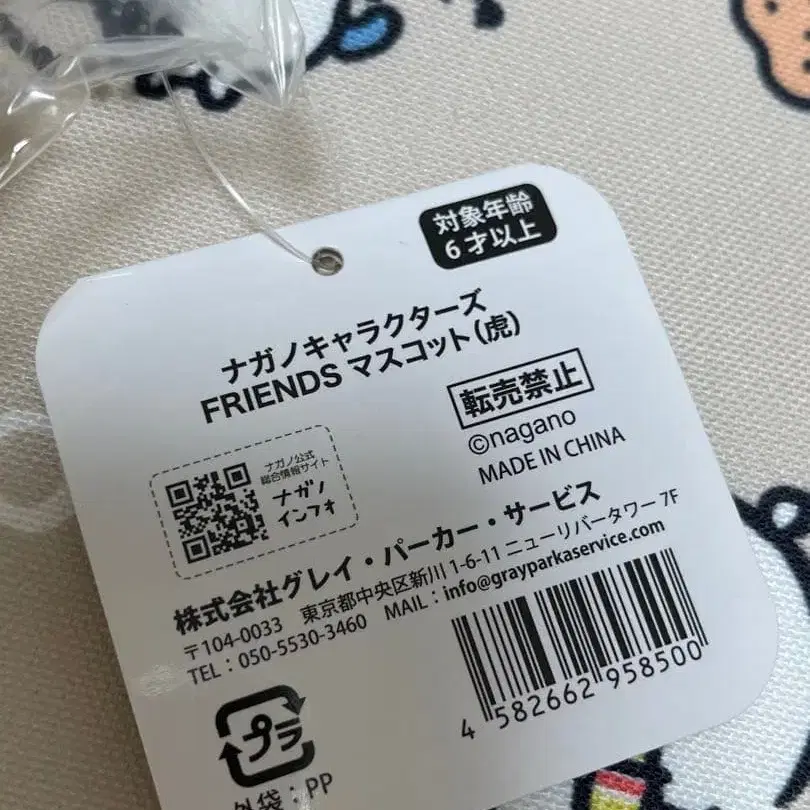 対象年齢
6才以上
ナガノキャラクターズ
FRIENDS マスコット(虎)
転売禁止
©nagano
MADE IN CHINA
ナガノ公式
総合情報サイト
ナガノ
インフォ
株式会社グレイ・パーカー・サービス
〒104-0033 東京都中央区新川 1-6-11 ニューリバータワー 7F
TEL：050-5530-3460 MAIL：info@grayparkaservice.com
4 582662 958500
プラ
外袋：PP